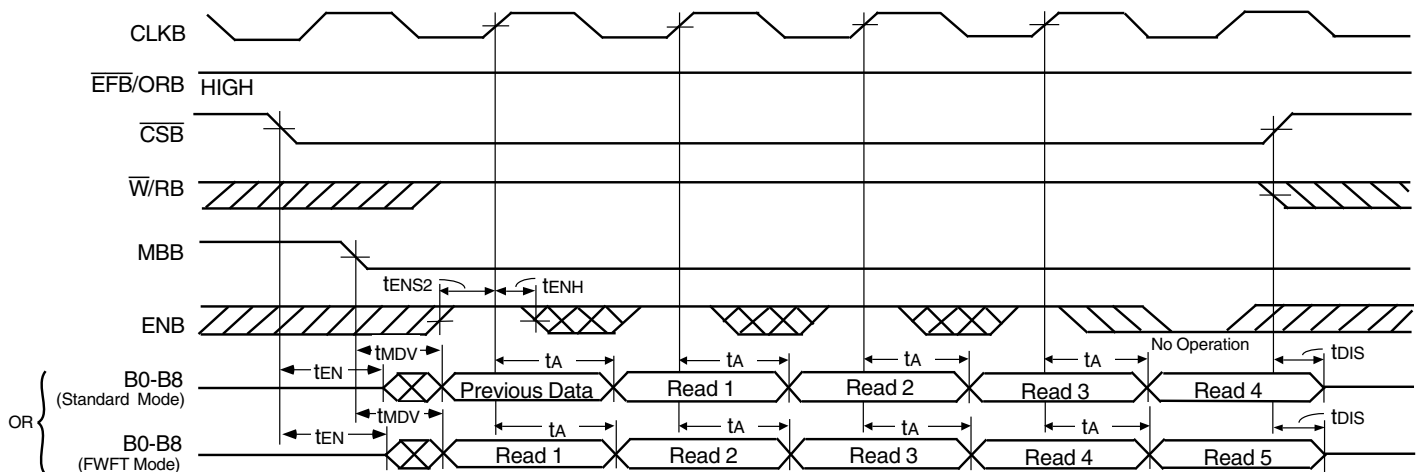 CLKB
EFB/ORB HIGH
CSB
W/RB
MBB
tENS2 tENH
ENB
No Operation
tMDV tA tA tA tA tDIS
tEN
B0-B8 Previous Data Read 1 Read 2 Read 3 Read 4
(Standard Mode)
OR
tMDV tDIS
tEN tA tA tA tA
B0-B8 Read 1 Read 2 Read 3 Read 4 Read 5
(FWFT Mode)